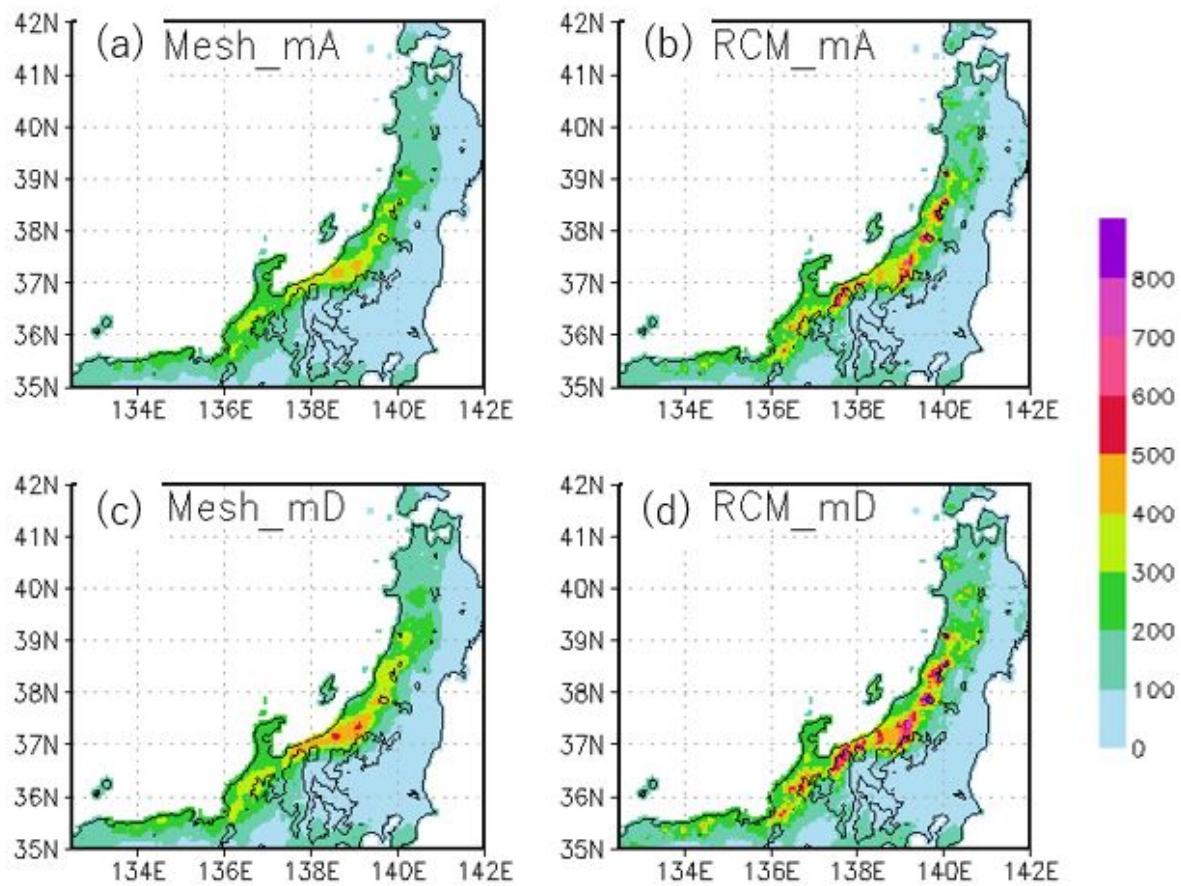 (a) Mesh_mA
42N
41N
40N
39N
38N
37N
36N
35N
134E 136E 138E 140E 142E
(b) RCM_mA
42N
41N
40N
39N
38N
37N
36N
35N
134E 136E 138E 140E 142E
(c) Mesh_mD
42N
41N
40N
39N
38N
37N
36N
35N
134E 136E 138E 140E 142E
(d) RCM_mD
42N
41N
40N
39N
38N
37N
36N
35N
134E 136E 138E 140E 142E
800
700
600
500
400
300
200
100
0